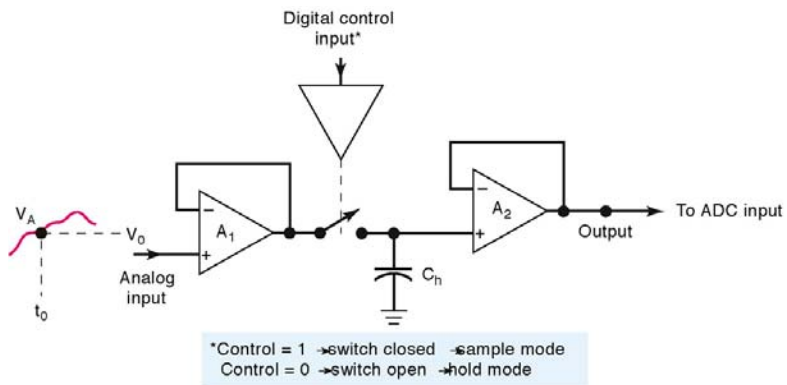 Digital control
input*
V_A
V_0
A_1
A_2
Analog
input
t_0
C_h
To ADC input
Output
−
+
−
+
*Control = 1 → switch closed → sample mode
Control = 0 → switch open → hold mode